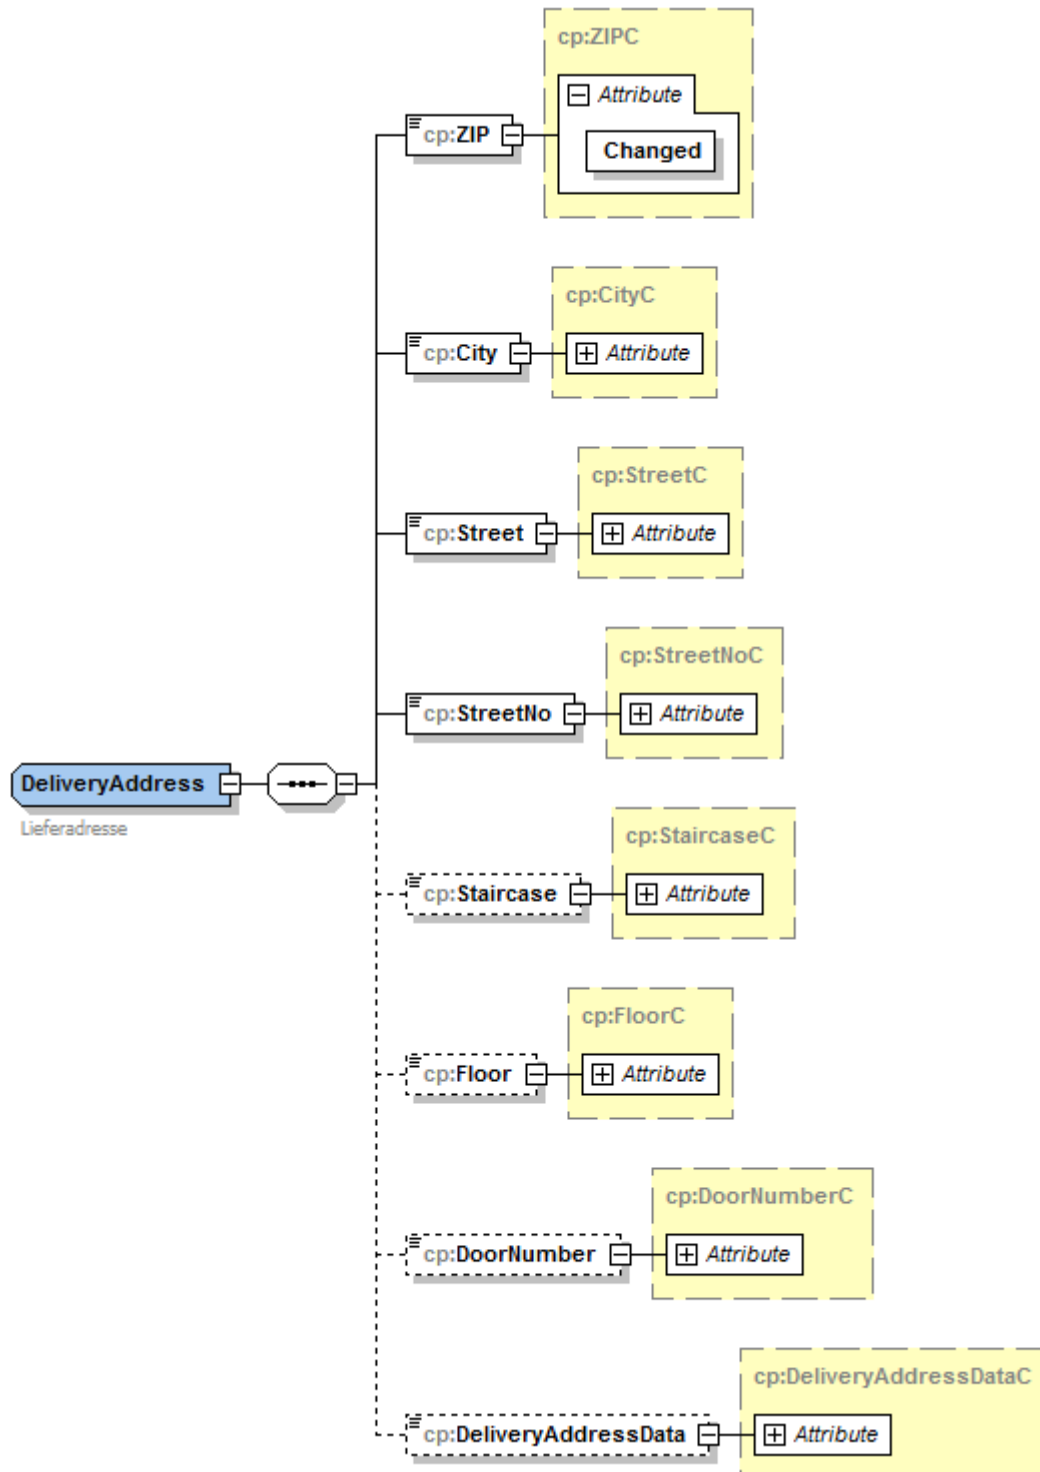 cp:ZIPC
Attribute
cp:ZIP
Changed
cp:CityC
cp:City
Attribute
cp:StreetC
cp:Street
Attribute
cp:StreetNoC
cp:StreetNo
Attribute
DeliveryAddress
Lieferadresse
cp:StaircaseC
cp:Staircase
Attribute
cp:FloorC
cp:Floor
Attribute
cp:DoorNumberC
cp:DoorNumber
Attribute
cp:DeliveryAddressDataC
cp:DeliveryAddressData
Attribute